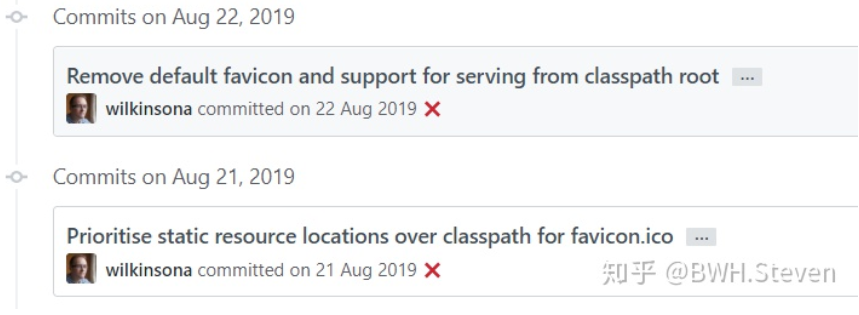 Commits on Aug 22, 2019
Remove default favicon and support for serving from classpath root ...
wilkinsona committed on 22 Aug 2019
Commits on Aug 21, 2019
Prioritise static resource locations over classpath for favicon.ico ...
wilkinsona committed on 21 Aug 2019
知乎 @BWH.Steven